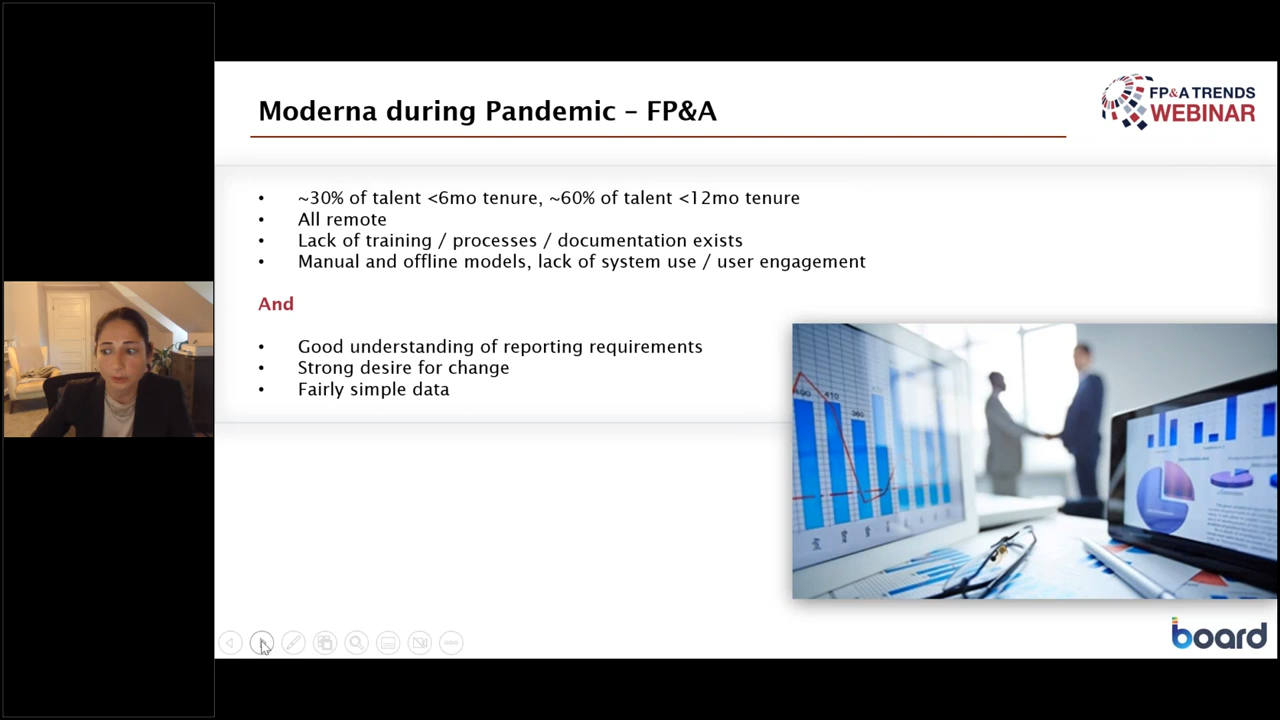 Moderna during Pandemic – FP&A
FP&A TRENDS
WEBINAR
• ~30% of talent <6mo tenure, ~60% of talent <12mo tenure
• All remote
• Lack of training / processes / documentation exists
• Manual and offline models, lack of system use / user engagement
And
• Good understanding of reporting requirements
• Strong desire for change
• Fairly simple data
410
360
board